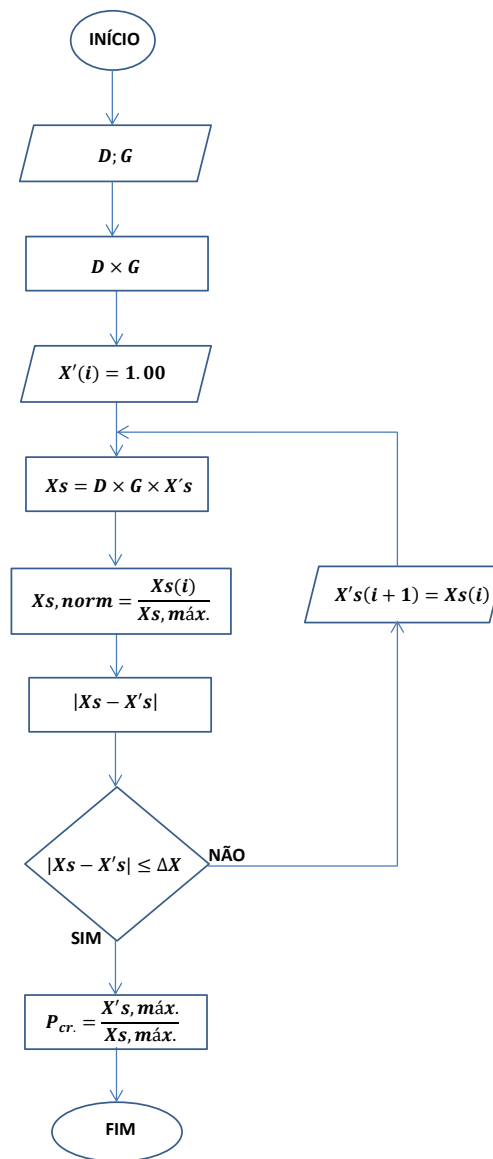 INÍCIO
D; G
D × G
X′(i) = 1.00
Xs = D × G × X′s
Xs, norm = Xs(i) / Xs, máx.
X′s(i + 1) = Xs(i)
|Xs − X′s|
|Xs − X′s| ≤ ΔX
NÃO
SIM
P_cr. = X′s, máx. / Xs, máx.
FIM